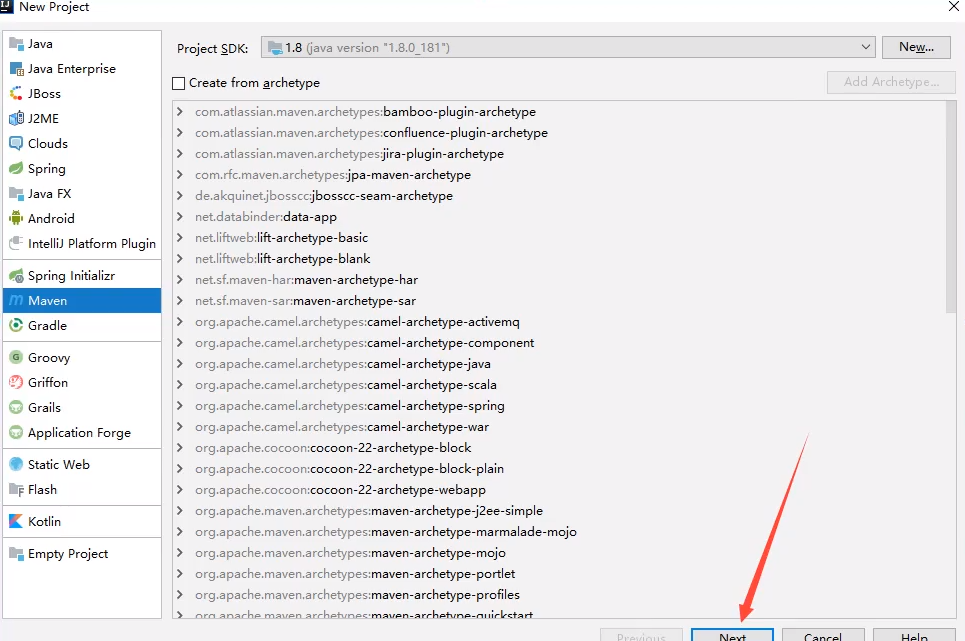 New Project
Java
Java Enterprise
JBoss
J2ME
Clouds
Spring
Java FX
Android
IntelliJ Platform Plugin
Spring Initializr
Maven
Gradle
Groovy
Griffon
Grails
Application Forge
Static Web
Flash
Kotlin
Empty Project
Project SDK: 1.8 (java version "1.8.0_181") New...
Create from archetype Add Archetype...
com.atlassian.maven.archetypes:bamboo-plugin-archetype
com.atlassian.maven.archetypes:confluence-plugin-archetype
com.atlassian.maven.archetypes:jira-plugin-archetype
com.rfc.maven.archetypes:jpa-maven-archetype
de.akquinet.jbosscc:jbosscc-seam-archetype
net.databinder:data-app
net.liftweb:lift-archetype-basic
net.liftweb:lift-archetype-blank
net.sf.maven-har:maven-archetype-har
net.sf.maven-sar:maven-archetype-sar
org.apache.camel.archetypes:camel-archetype-activemq
org.apache.camel.archetypes:camel-archetype-component
org.apache.camel.archetypes:camel-archetype-java
org.apache.camel.archetypes:camel-archetype-scala
org.apache.camel.archetypes:camel-archetype-spring
org.apache.camel.archetypes:camel-archetype-war
org.apache.cocoon:cocoon-22-archetype-block
org.apache.cocoon:cocoon-22-archetype-block-plain
org.apache.cocoon:cocoon-22-archetype-webapp
org.apache.maven.archetypes:maven-archetype-j2ee-simple
org.apache.maven.archetypes:maven-archetype-marmalade-mojo
org.apache.maven.archetypes:maven-archetype-mojo
org.apache.maven.archetypes:maven-archetype-portlet
org.apache.maven.archetypes:maven-archetype-profiles
org.apache.maven.archetypes:maven-archetype-quickstart
Previous Next Cancel Help